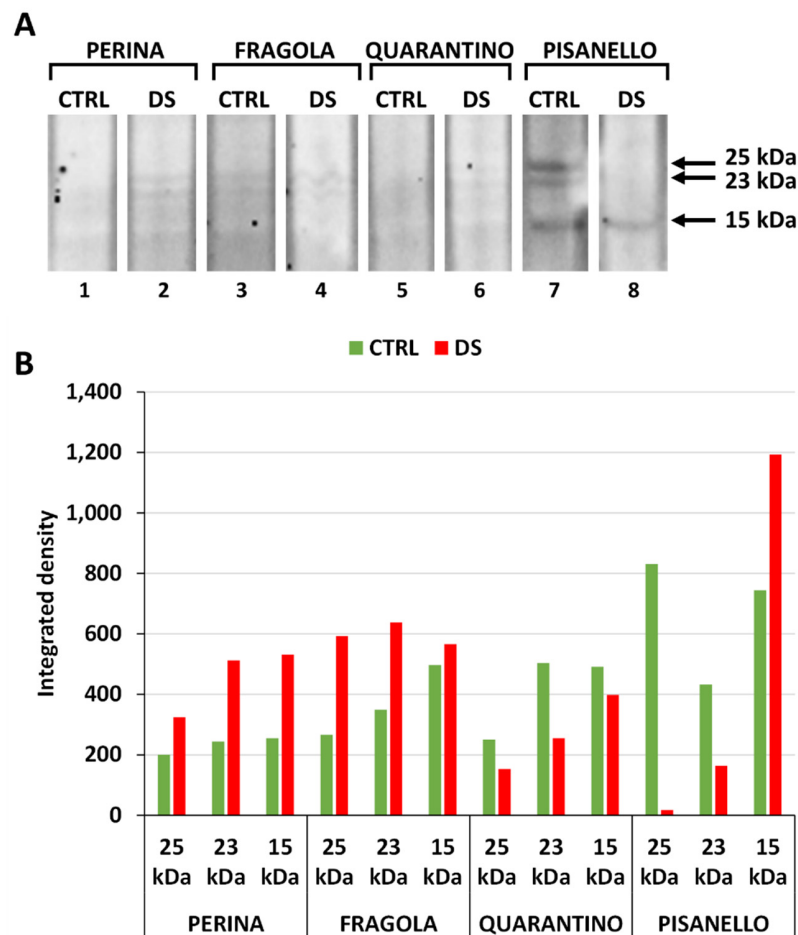 A
PERINA FRAGOLA QUARANTINO PISANELLO
CTRL DS CTRL DS CTRL DS CTRL DS
25 kDa
23 kDa
15 kDa
1 2 3 4 5 6 7 8
CTRL DS
B
1,400
1,200
1,000
800
600
400
200
0
Integrated density
25 23 15 25 23 15 25 23 15 25 23 15
kDa kDa kDa kDa kDa kDa kDa kDa kDa kDa kDa kDa
PERINA FRAGOLA QUARANTINO PISANELLO